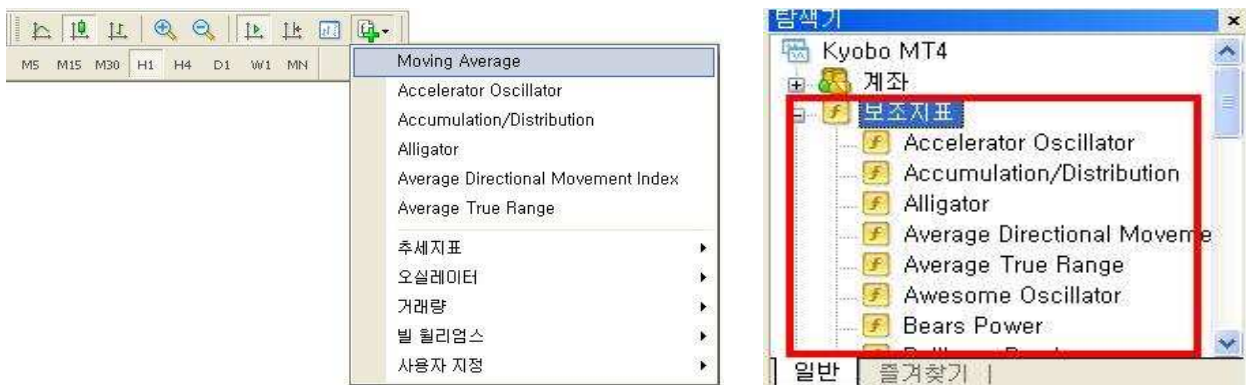 M5 M15 M30 H1 H4 D1 W1 MN
Moving Average
Accelerator Oscillator
Accumulation/Distribution
Alligator
Average Directional Movement Index
Average True Range
추세지표
오실레이터
거래량
빌 윌리엄스
사용자 지정
탐색기
Kyobo MT4
계좌
보조지표
Accelerator Oscillator
Accumulation/Distribution
Alligator
Average Directional Moveme
Average True Range
Awesome Oscillator
Bears Power
일반
즐겨찾기